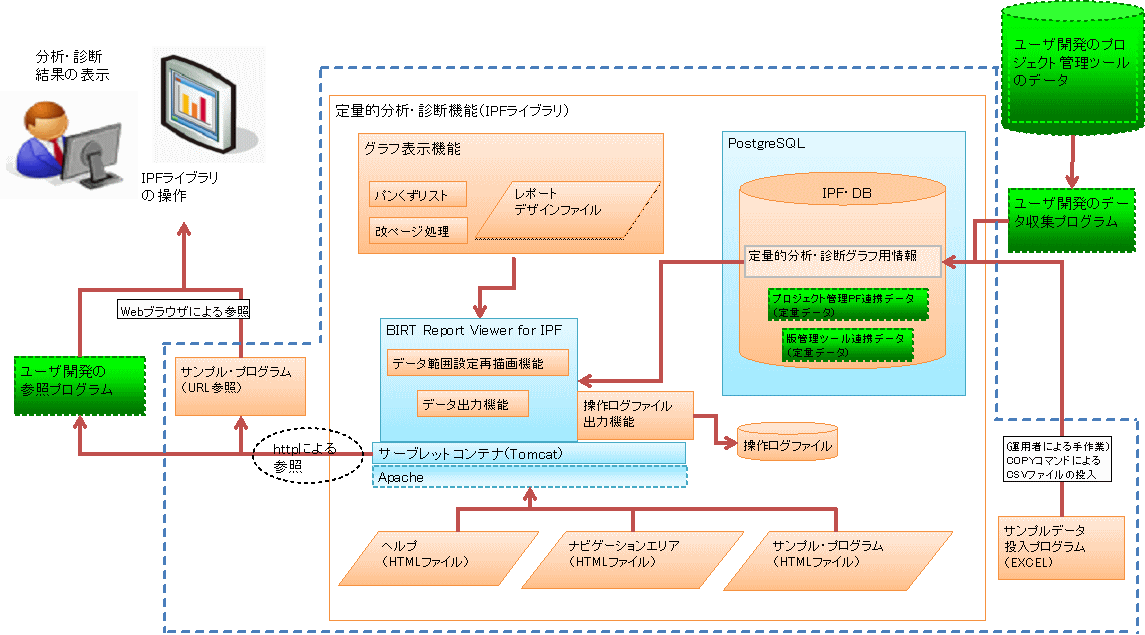 分析・診断
結果の表示
IPFライブラリ
の操作
ユーザ開発のプロ
ジェクト管理ツール
のデータ
ユーザ開発のデー
タ収集プログラム
定量的分析・診断機能(IPFライブラリ)
グラフ表示機能
パンくずリスト
改ページ処理
レポート
デザインファイル
PostgreSQL
IPF・DB
定量的分析・診断グラフ用情報
プロジェクト管理PF連携データ
(定量データ)
版管理ツール連携データ
(定量データ)
Webブラウザによる参照
BIRT Report Viewer for IPF
データ範囲設定再描画機能
データ出力機能
ユーザ開発の
参照プログラム
サンプル・プログラム
(URL参照)
操作ログファイル
出力機能
操作ログファイル
httpによる
参照
サーブレットコンテナ(Tomcat)
Apache
(運用者による手作業)
COPYコマンドによる
CSVファイルの投入
ヘルプ
(HTMLファイル)
ナビゲーションエリア
(HTMLファイル)
サンプル・プログラム
(HTMLファイル)
サンプルデータ
投入プログラム
(EXCEL)